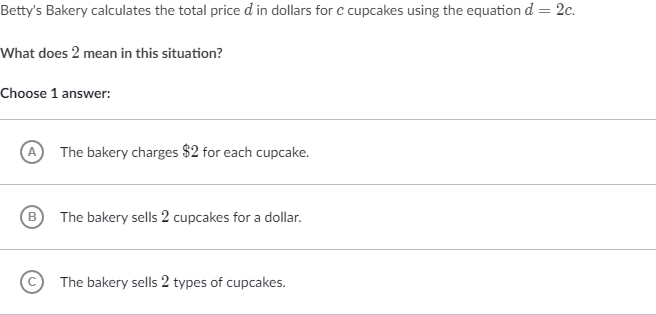 Betty's Bakery calculates the total price d in dollars for c cupcakes using the equation d = 2c.
What does 2 mean in this situation?
Choose 1 answer:
A The bakery charges $2 for each cupcake.
B The bakery sells 2 cupcakes for a dollar.
C The bakery sells 2 types of cupcakes.